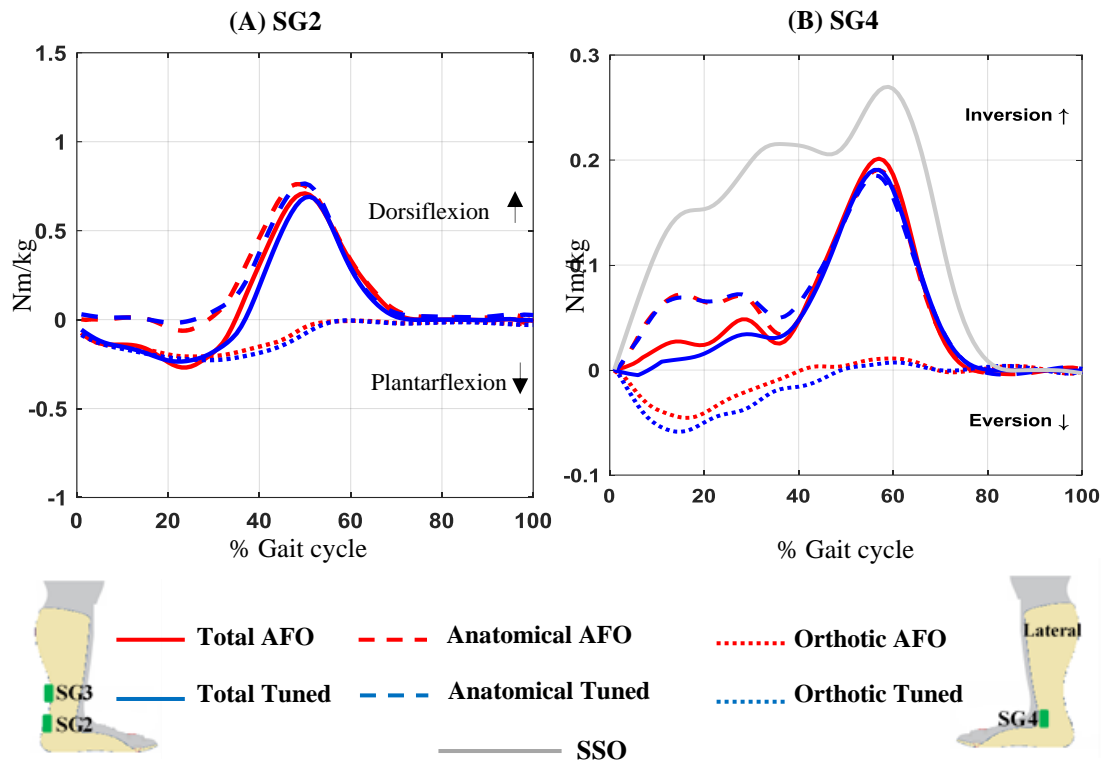 (A) SG2
(B) SG4
1.5
1
0.5
0
-0.5
-1
Nm/kg
Dorsiflexion
Plantarflexion
0 20 40 60 80 100
% Gait cycle
0.3
0.2
0.1
0
-0.1
Nm/kg
Inversion ↑
Eversion ↓
0 20 40 60 80 100
% Gait cycle
SG3
SG2
Total AFO
Anatomical AFO
Orthotic AFO
Total Tuned
Anatomical Tuned
Orthotic Tuned
SSO
Lateral
SG4